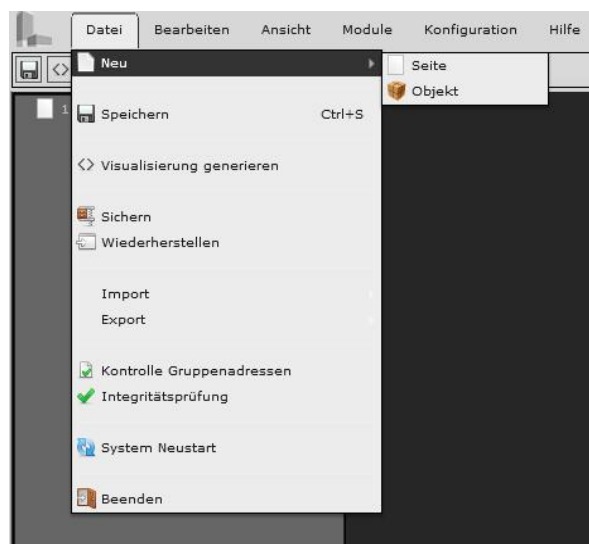 Datei Bearbeiten Ansicht Module Konfiguration Hilfe
Neu
Seite
Objekt
1
Speichern Ctrl+S
Visualisierung generieren
Sichern
Wiederherstellen
Import
Export
Kontrolle Gruppenadressen
Integritätsprüfung
System Neustart
Beenden